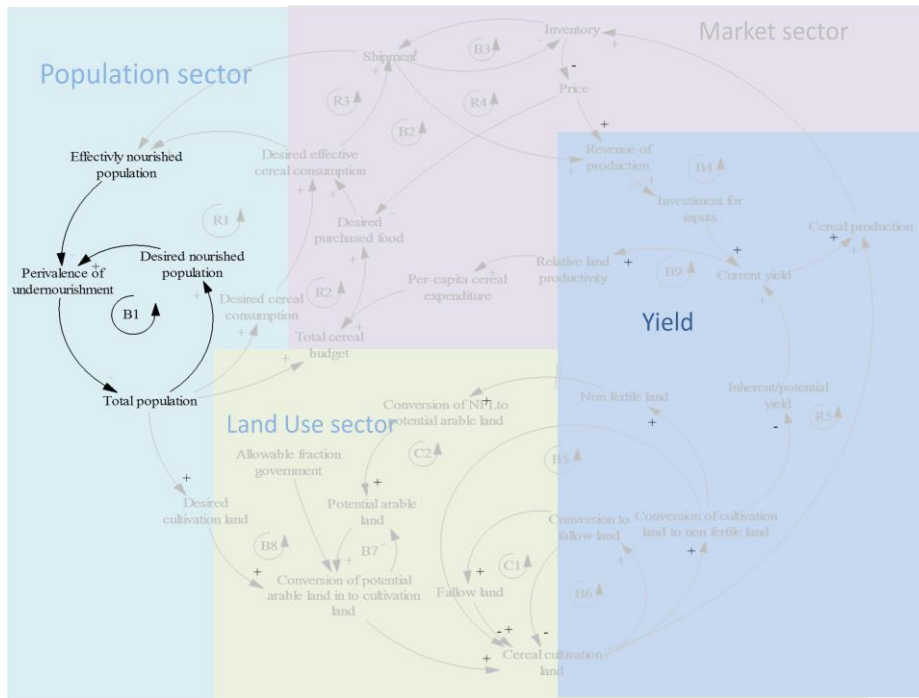 Market sector
Inventory
B3
Shipment
Population sector
Price
R3
R4
B2
Effectivly nourished
population
Desired effective
cereal consumption
Revenue of
production
B4
R1
Investiment for
inputs
Desired
purchased food
Cereal production
Perivalence of
undernourishment
Desired nourished
population
Relative land
productivity
B9
Current yield
Per-capita cereal
expenditure
R2
Desired cereal
consumption
B1
Yield
Total cereal
budget
Total population
Inherent/potential
yield
Non fertile land
R5
Land Use sector
Conversion of NFLto
potential arable land
Allowable fraction
government
C2
B5
Potential arable
land
Desired
cultivation land
Conversion to
fallow land
Conversion of cultivation
land to non fertile land
B8
B7
C1
Conversion of potential
arable land in to cultivation
land
Fallow land
B6
Cereal cultivation
land